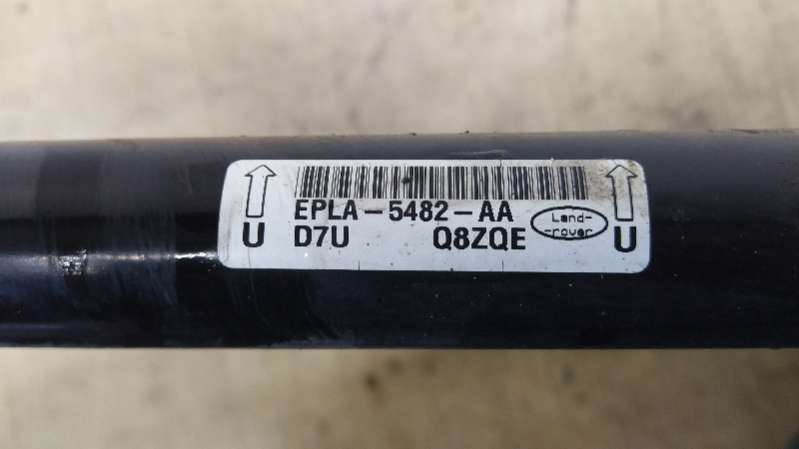 EPLA-5482-AA
D7U Q8ZQE
Land-
-rover
U
U